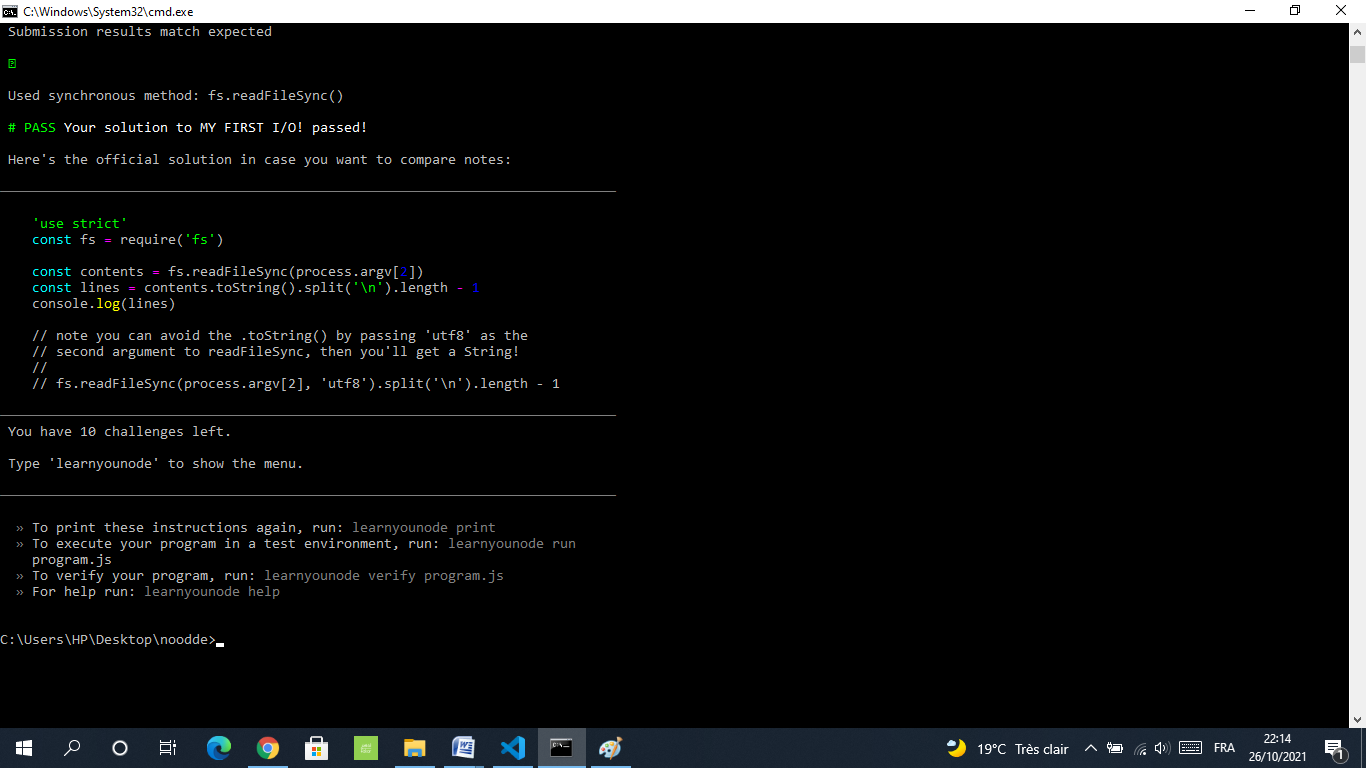 C:\Windows\System32\cmd.exe
Submission results match expected
Used synchronous method: fs.readFileSync()
# PASS Your solution to MY FIRST I/O! passed!
Here's the official solution in case you want to compare notes:
'use strict'
const fs = require('fs')
const contents = fs.readFileSync(process.argv[2])
const lines = contents.toString().split('\n').length - 1
console.log(lines)
// note you can avoid the .toString() by passing 'utf8' as the
// second argument to readFileSync, then you'll get a String!
//
// fs.readFileSync(process.argv[2], 'utf8').split('\n').length - 1
You have 10 challenges left.
Type 'learnyounode' to show the menu.
» To print these instructions again, run: learnyounode print
» To execute your program in a test environment, run: learnyounode run
program.js
» To verify your program, run: learnyounode verify program.js
» For help run: learnyounode help
C:\Users\HP\Desktop\noodde>
19°C Très clair
FRA
22:14
26/10/2021
1